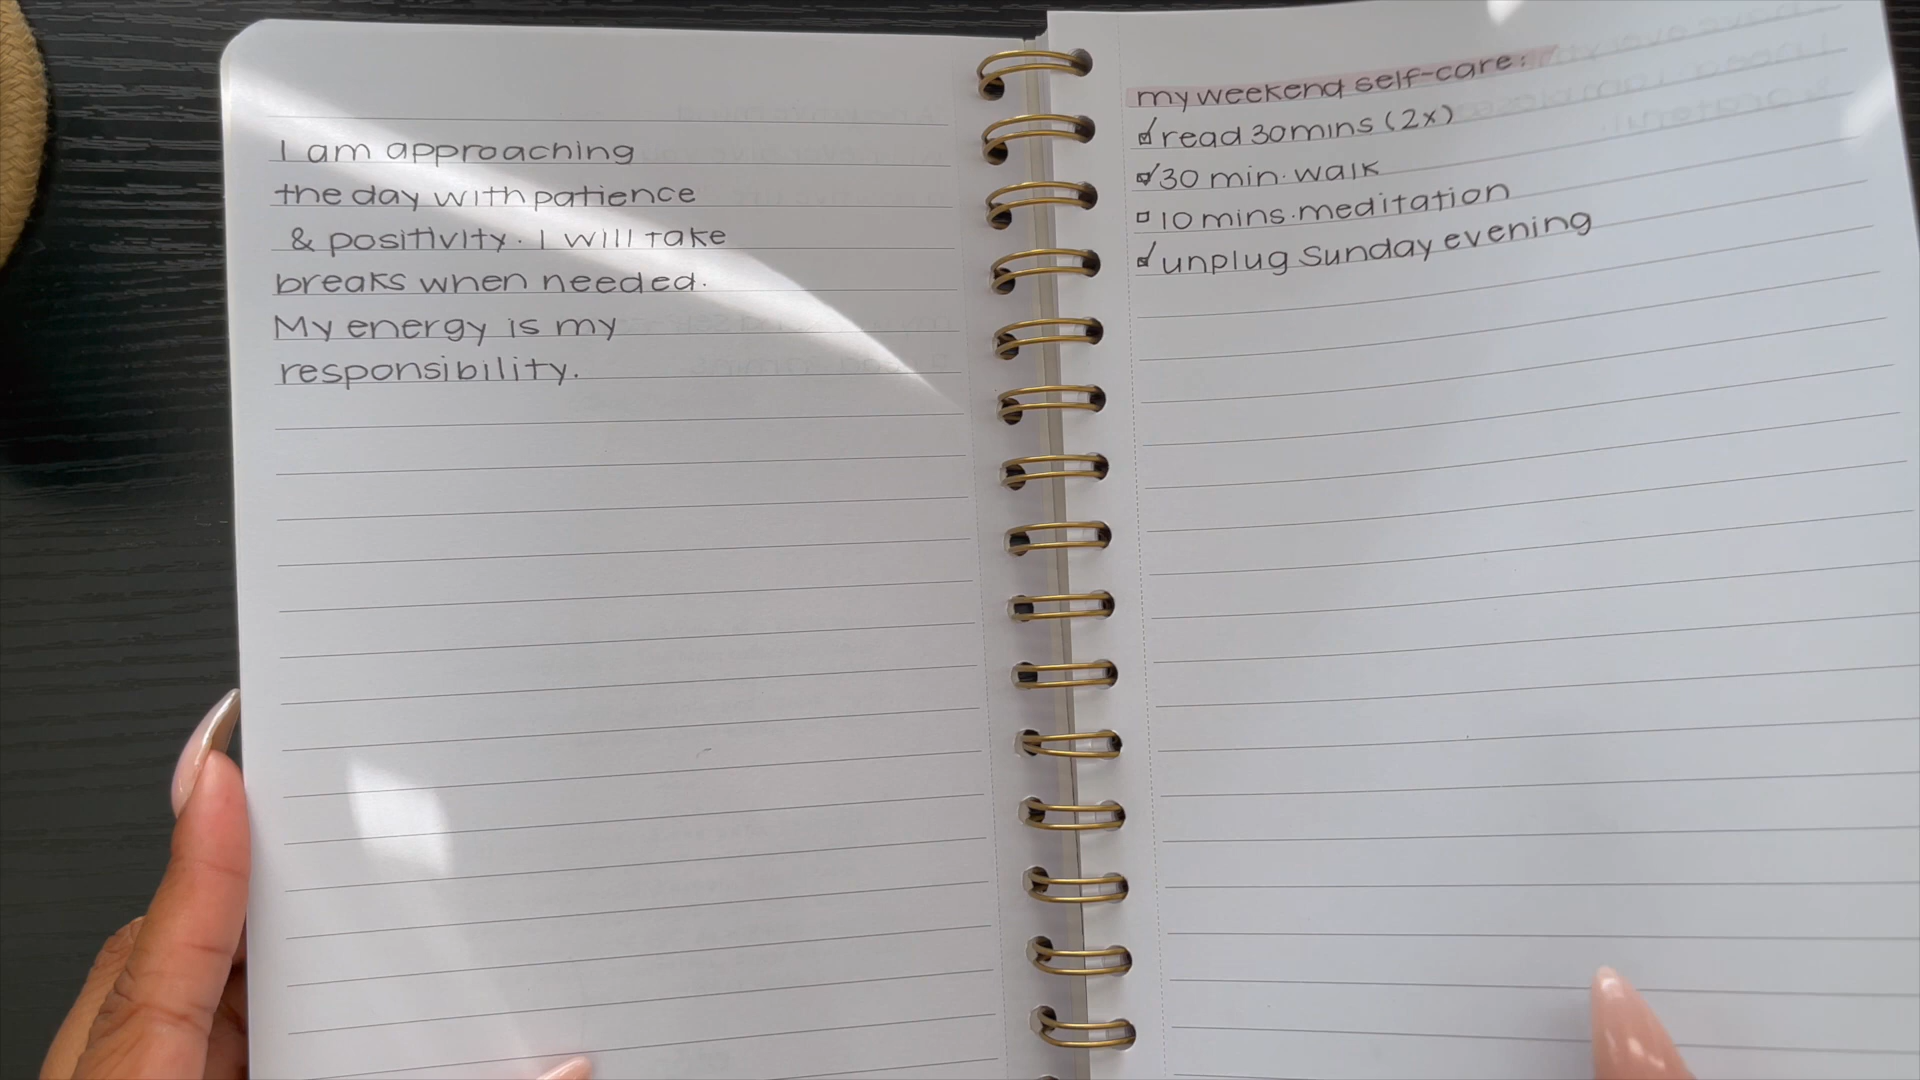 I am approaching
the day with patience
& positivity. I will take
breaks when needed.
My energy is my
responsibility.
my weekend self-care:
☑ read 30mins (2x)
☑ 30 min. walk
☐ 10 mins. meditation
☑ unplug Sunday evening